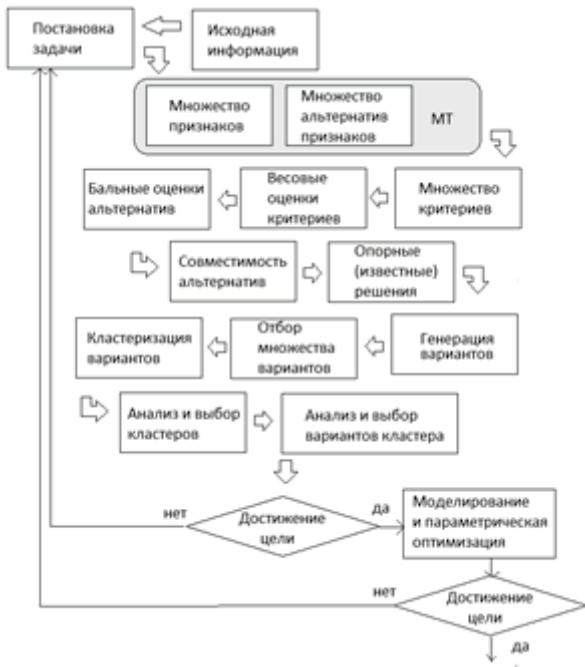 Постановка
задачи
Исходная
информация
Множество
признаков
Множество
альтернатив
признаков
МТ
Бальные оценки
альтернатив
Весовые
оценки
критериев
Множество
критериев
Совместимость
альтернатив
Опорные
(известные)
решения
Кластеризация
вариантов
Отбор
множества
вариантов
Генерация
вариантов
Анализ и выбор
кластеров
Анализ и выбор
вариантов кластера
нет
Достижение
цели
да
Моделирование
и параметрическая
оптимизация
нет
Достижение
цели
да